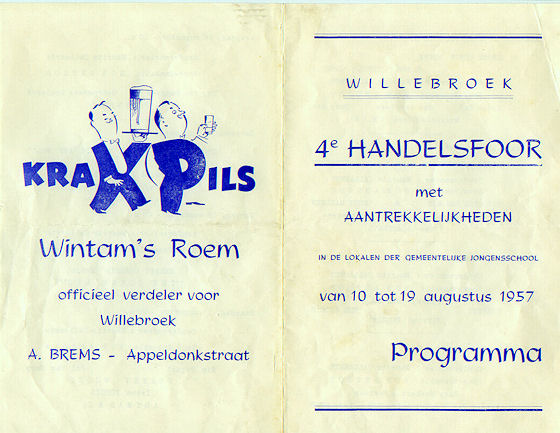 KRAX PILS
Wintam's Roem
officieel verdeler voor
Willebroek
A. BREMS - Appeldonkstraat
WILLEBROEK
4e HANDELSFOOR
met
AANTREKKELIJKHEDEN
IN DE LOKALEN DER GEMEENTELIJKE JONGENSSCHOOL
van 10 tot 19 augustus 1957
Programma